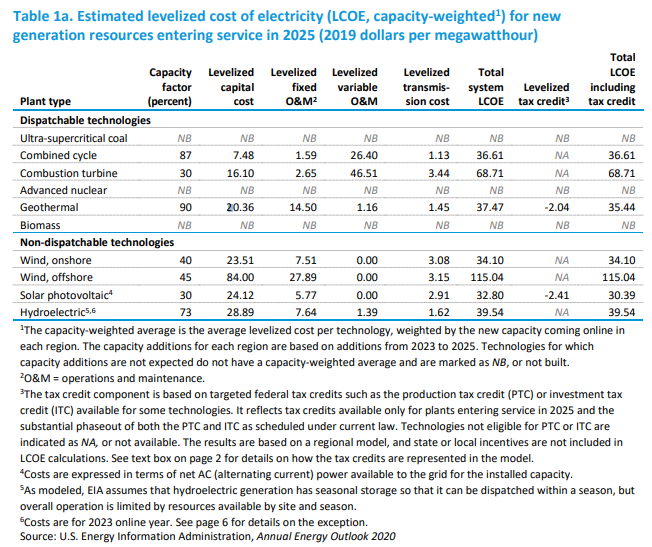 Table 1a. Estimated levelized cost of electricity (LCOE, capacity-weighted¹) for new
generation resources entering service in 2025 (2019 dollars per megawatthour)
Plant type Capacity factor (percent) Levelized capital cost Levelized fixed O&M² Levelized variable O&M Levelized transmis-sion cost Total system LCOE Levelized tax credit³ Total LCOE including tax credit
Dispatchable technologies
Ultra-supercritical coal NB NB NB NB NB NB NB NB
Combined cycle 87 7.48 1.59 26.40 1.13 36.61 NA 36.61
Combustion turbine 30 16.10 2.65 46.51 3.44 68.71 NA 68.71
Advanced nuclear NB NB NB NB NB NB NB NB
Geothermal 90 20.36 14.50 1.16 1.45 37.47 -2.04 35.44
Biomass NB NB NB NB NB NB NB NB
Non-dispatchable technologies
Wind, onshore 40 23.51 7.51 0.00 3.08 34.10 NA 34.10
Wind, offshore 45 84.00 27.89 0.00 3.15 115.04 NA 115.04
Solar photovoltaic⁴ 30 24.12 5.77 0.00 2.91 32.80 -2.41 30.39
Hydroelectric⁵,⁶ 73 28.89 7.64 1.39 1.62 39.54 NA 39.54
¹The capacity-weighted average is the average levelized cost per technology, weighted by the new capacity coming online in
each region. The capacity additions for each region are based on additions from 2023 to 2025. Technologies for which
capacity additions are not expected do not have a capacity-weighted average and are marked as NB, or not built.
²O&M = operations and maintenance.
³The tax credit component is based on targeted federal tax credits such as the production tax credit (PTC) or investment tax
credit (ITC) available for some technologies. It reflects tax credits available only for plants entering service in 2025 and the
substantial phaseout of both the PTC and ITC as scheduled under current law. Technologies not eligible for PTC or ITC are
indicated as NA, or not available. The results are based on a regional model, and state or local incentives are not included in
LCOE calculations. See text box on page 2 for details on how the tax credits are represented in the model.
⁴Costs are expressed in terms of net AC (alternating current) power available to the grid for the installed capacity.
⁵As modeled, EIA assumes that hydroelectric generation has seasonal storage so that it can be dispatched within a season, but
overall operation is limited by resources available by site and season.
⁶Costs are for 2023 online year. See page 6 for details on the exception.
Source: U.S. Energy Information Administration, Annual Energy Outlook 2020